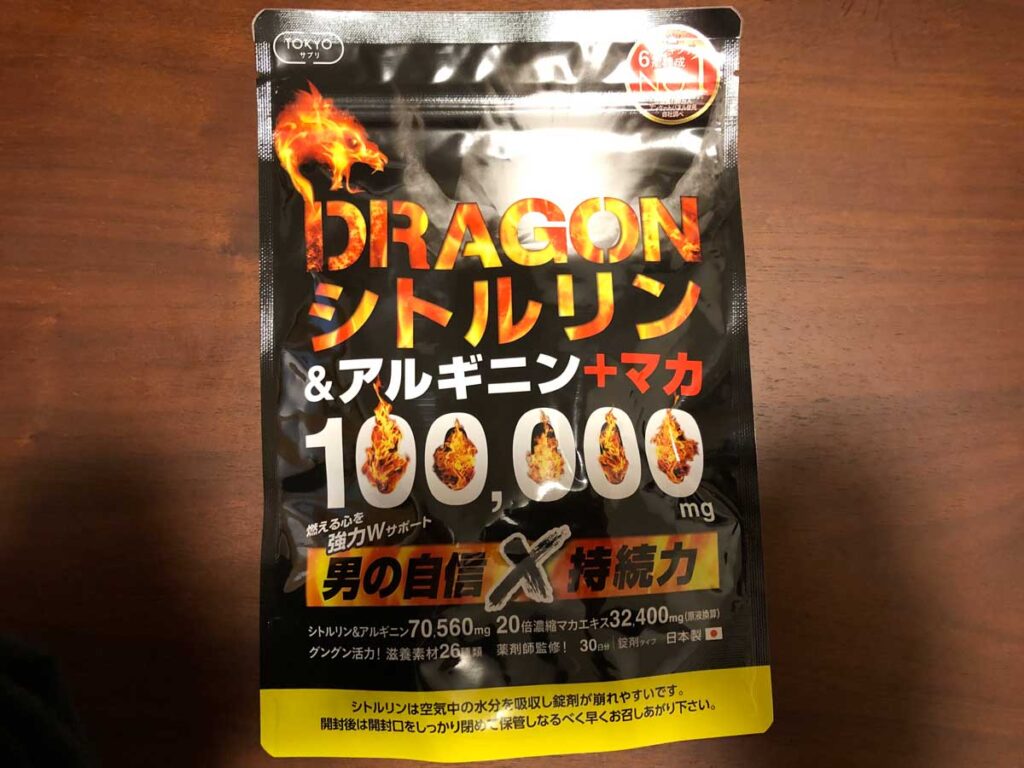 TOKYO
サプリ
6
No.1
自社調べ
DRAGON
シトルリン
&アルギニン+マカ
100,000
mg
燃える心を
強力Wサポート
男の自信×持続力
シトルリン&アルギニン70,560mg 20倍濃縮マカエキス32,400mg(原液換算)
グングン活力!滋養素材26種類 薬剤師監修! 30日分 錠剤タイプ 日本製
シトルリンは空気中の水分を吸収し錠剤が崩れやすいです。
開封後は開封口をしっかり閉めて保管しなるべく早くお召しあがり下さい。